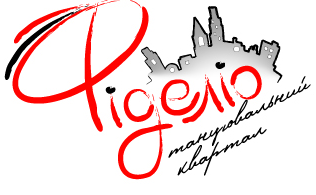 Фіделіо
танцювальний
квартал